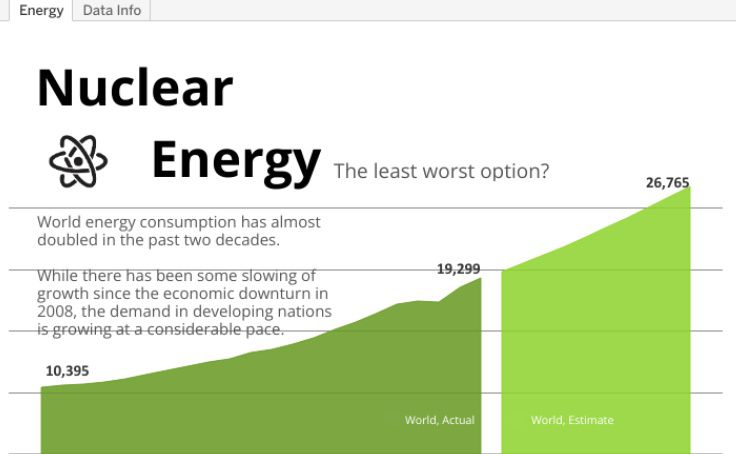 Energy
Data Info
Nuclear
Energy
The least worst option?
26,765
World energy consumption has almost
doubled in the past two decades.
While there has been some slowing of
growth since the economic downturn in
2008, the demand in developing nations
is growing at a considerable pace.
19,299
10,395
World, Actual
World, Estimate